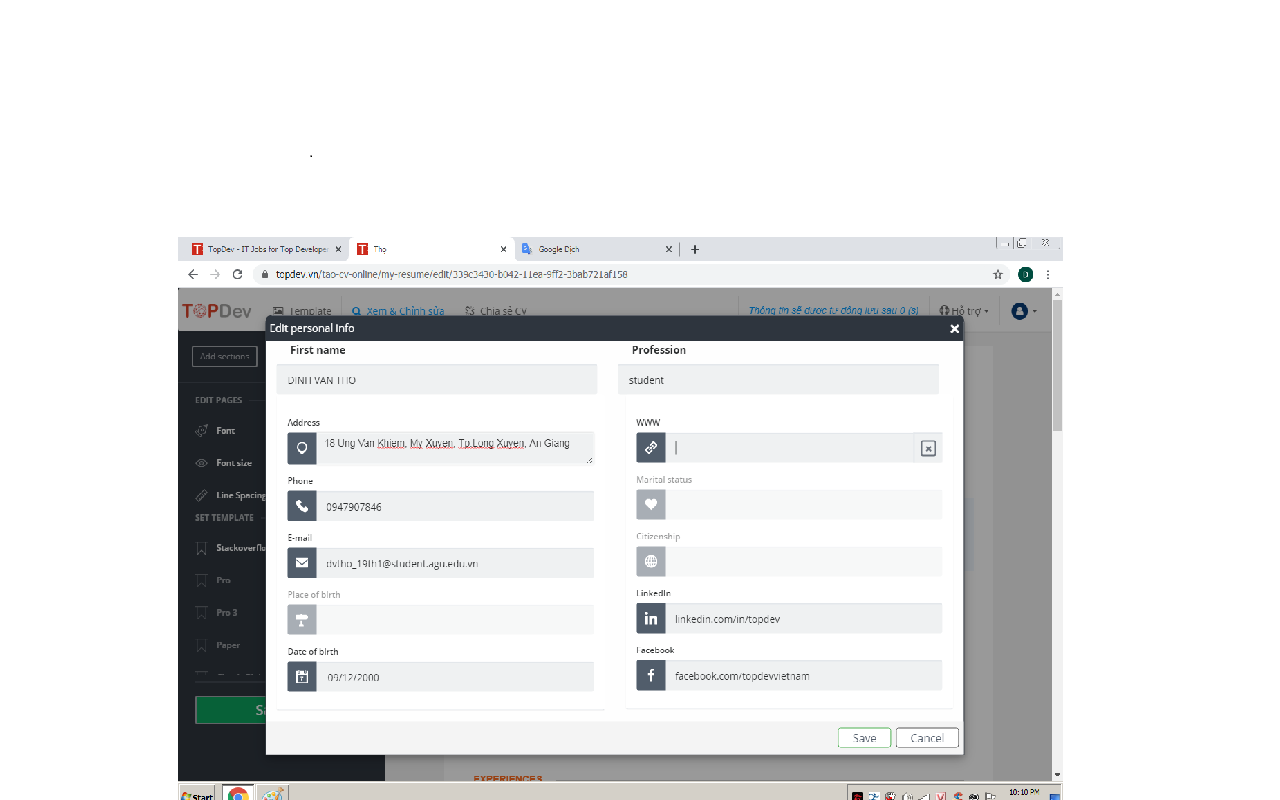 .
TopDev - IT Jobs for Top Developer
Thọ
Google Dịch
topdev.vn/tao-cv-online/my-resume/edit/339c3430-b042-11ea-9ff2-3bab721af158
D
TOPDev
Template
Xem & Chỉnh sửa
Chia sẻ CV
Thông tin sẽ được tự động lưu sau 0 (s)
Hỗ trợ
Edit personal info
Add sections
First name
Profession
DINH VAN THO
student
EDIT PAGES
Font
Font size
Line Spacing
SET TEMPLATE
Stackoverflo
Pro
Pro 3
Paper
Sa
Address
18 Ung Van Khiem, My Xuyen, Tp.Long Xuyen, An Giang
Phone
0947907846
E-mail
dvtho_19th1@student.agu.edu.vn
Place of birth
Date of birth
09/12/2000
WWW
Marital status
Citizenship
LinkedIn
linkedin.com/in/topdev
Facebook
facebook.com/topdevvietnam
Save
Cancel
EXPERIENCES
Start
10:10 PM